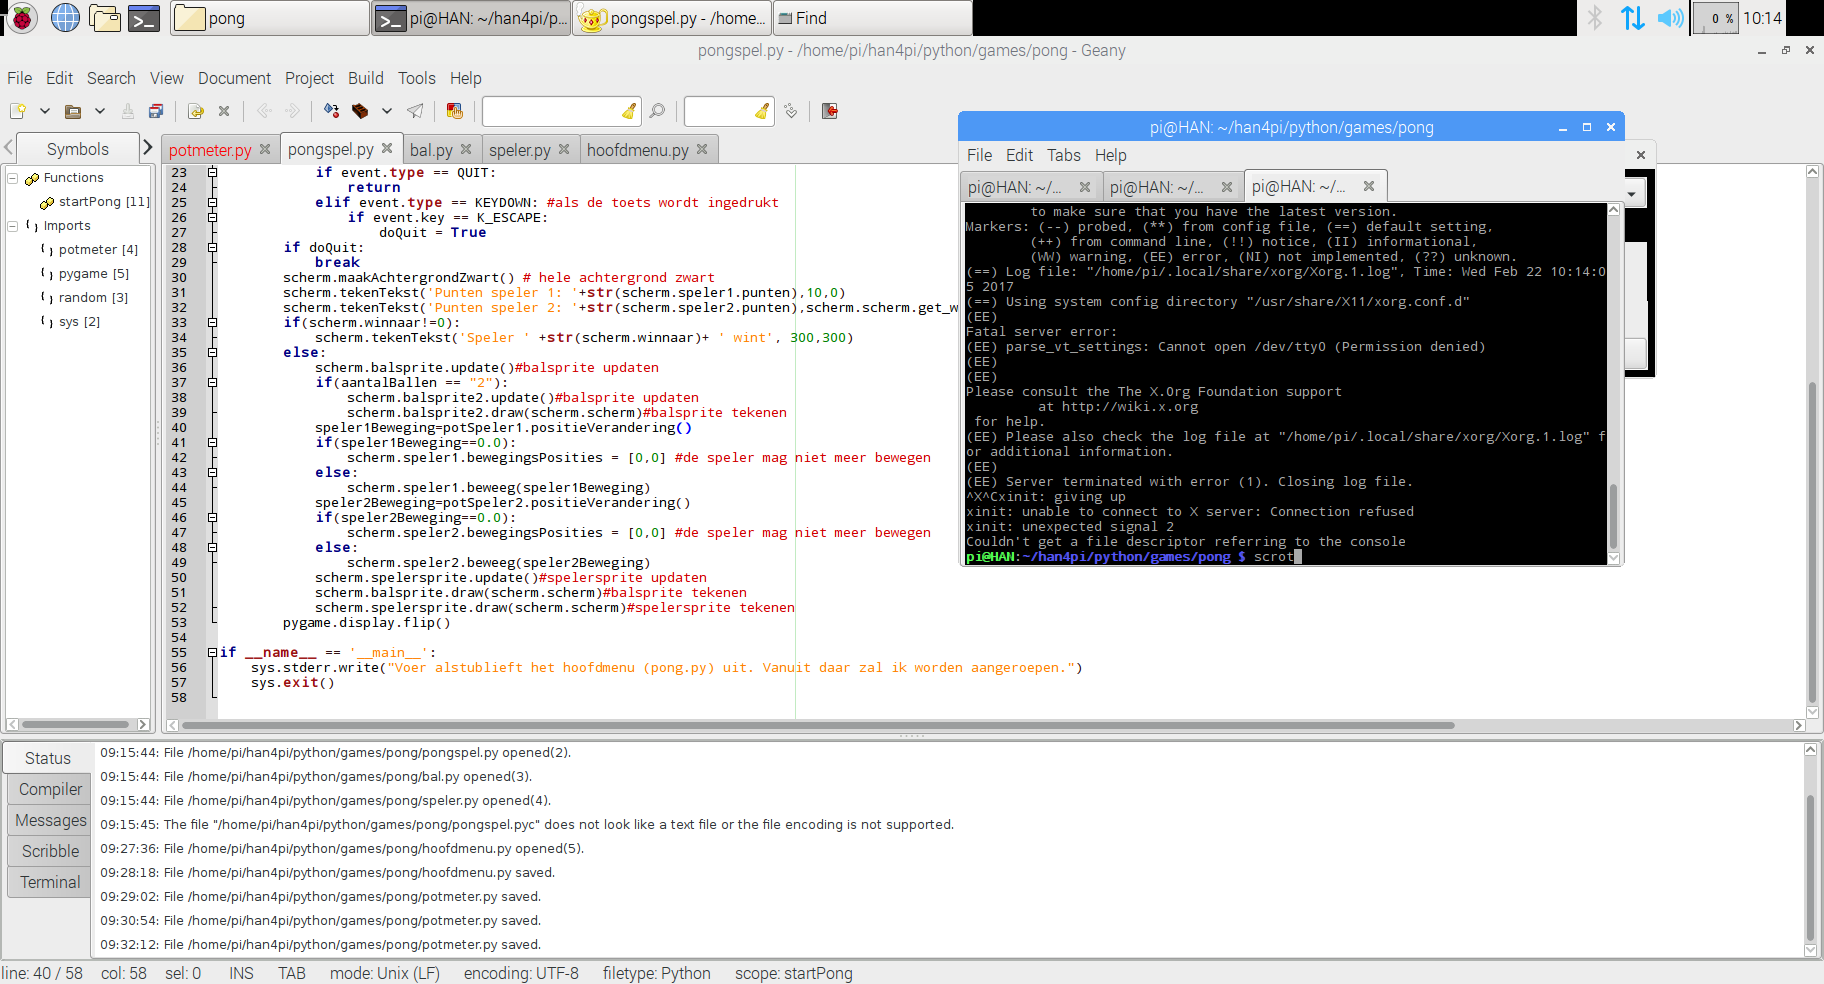 pong
pi@HAN: ~/han4pi/p...
pongspel.py - /home...
Find
0 %
10:14
pongspel.py - /home/pi/han4pi/python/games/pong - Geany
File Edit Search View Document Project Build Tools Help
Symbols
potmeter.py
pongspel.py
bal.py
speler.py
hoofdmenu.py
Functions
startPong [11]
Imports
potmeter [4]
pygame [5]
random [3]
sys [2]
23 if event.type == QUIT:
24 return
25 elif event.type == KEYDOWN: #als de toets wordt ingedrukt
26 if event.key == K_ESCAPE:
27 doQuit = True
28 if doQuit:
29 break
30 scherm.maakAchtergrondZwart() # hele achtergrond zwart
31 scherm.tekenTekst('Punten speler 1: '+str(scherm.speler1.punten),10,0)
32 scherm.tekenTekst('Punten speler 2: '+str(scherm.speler2.punten),scherm.scherm.get_w
33 if(scherm.winnaar!=0):
34 scherm.tekenTekst('Speler ' +str(scherm.winnaar)+ ' wint', 300,300)
35 else:
36 scherm.balsprite.update()#balsprite updaten
37 if(aantalBallen == "2"):
38 scherm.balsprite2.update()#balsprite updaten
39 scherm.balsprite2.draw(scherm.scherm)#balsprite tekenen
40 speler1Beweging=potSpeler1.positieVerandering()
41 if(speler1Beweging==0.0):
42 scherm.speler1.bewegingsPosities = [0,0] #de speler mag niet meer bewegen
43 else:
44 scherm.speler1.beweeg(speler1Beweging)
45 speler2Beweging=potSpeler2.positieVerandering()
46 if(speler2Beweging==0.0):
47 scherm.speler2.bewegingsPosities = [0,0] #de speler mag niet meer bewegen
48 else:
49 scherm.speler2.beweeg(speler2Beweging)
50 scherm.spelersprite.update()#spelersprite updaten
51 scherm.balsprite.draw(scherm.scherm)#balsprite tekenen
52 scherm.spelersprite.draw(scherm.scherm)#spelersprite tekenen
53 pygame.display.flip()
54
55 if __name__ == '__main__':
56 sys.stderr.write("Voer alstublieft het hoofdmenu (pong.py) uit. Vanuit daar zal ik worden aangeroepen.")
57 sys.exit()
58
pi@HAN: ~/han4pi/python/games/pong
File Edit Tabs Help
pi@HAN: ~/...
pi@HAN: ~/...
pi@HAN: ~/...
to make sure that you have the latest version.
Markers: (--) probed, (**) from config file, (==) default setting,
(++) from command line, (!!) notice, (II) informational,
(WW) warning, (EE) error, (NI) not implemented, (??) unknown.
(==) Log file: "/home/pi/.local/share/xorg/Xorg.1.log", Time: Wed Feb 22 10:14:0
5 2017
(==) Using system config directory "/usr/share/X11/xorg.conf.d"
(EE)
Fatal server error:
(EE) parse_vt_settings: Cannot open /dev/tty0 (Permission denied)
(EE)
(EE)
Please consult the The X.Org Foundation support
at http://wiki.x.org
for help.
(EE) Please also check the log file at "/home/pi/.local/share/xorg/Xorg.1.log" f
or additional information.
(EE)
(EE) Server terminated with error (1). Closing log file.
^X^Cxinit: giving up
xinit: unable to connect to X server: Connection refused
xinit: unexpected signal 2
Couldn't get a file descriptor referring to the console
pi@HAN:~/han4pi/python/games/pong $ scrot
Status
Compiler
Messages
Scribble
Terminal
09:15:44: File /home/pi/han4pi/python/games/pong/pongspel.py opened(2).
09:15:44: File /home/pi/han4pi/python/games/pong/bal.py opened(3).
09:15:44: File /home/pi/han4pi/python/games/pong/speler.py opened(4).
09:15:45: The file "/home/pi/han4pi/python/games/pong/pongspel.pyc" does not look like a text file or the file encoding is not supported.
09:27:36: File /home/pi/han4pi/python/games/pong/hoofdmenu.py opened(5).
09:28:18: File /home/pi/han4pi/python/games/pong/hoofdmenu.py saved.
09:29:02: File /home/pi/han4pi/python/games/pong/potmeter.py saved.
09:30:54: File /home/pi/han4pi/python/games/pong/potmeter.py saved.
09:32:12: File /home/pi/han4pi/python/games/pong/potmeter.py saved.
line: 40 / 58 col: 58 sel: 0 INS TAB mode: Unix (LF) encoding: UTF-8 filetype: Python scope: startPong